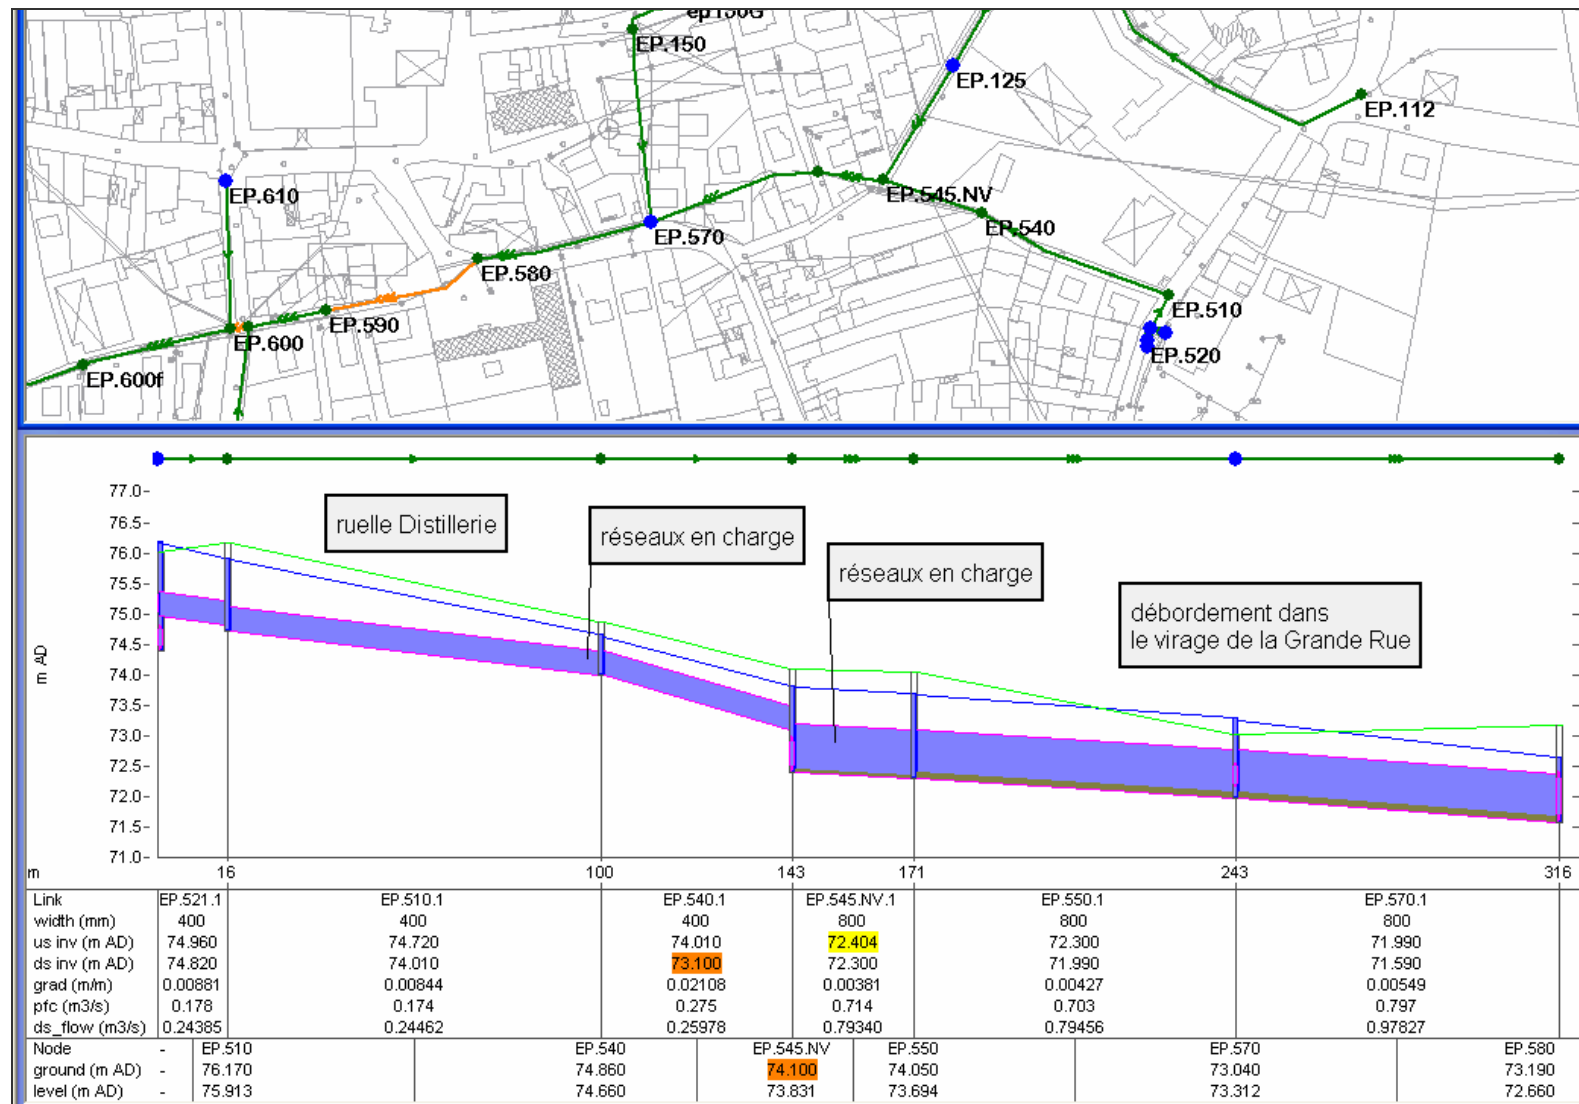 ep130G
EP.150
EP.125
EP.112
EP.610
EP.545.NV
EP.570
EP.540
EP.580
EP.510
EP.590
EP.600
EP.520
EP.600f
77.0
76.5
76.0
75.5
75.0
74.5
74.0
73.5
73.0
72.5
72.0
71.5
71.0
m AD
ruelle Distillerie
réseaux en charge
réseaux en charge
débordement dans
le virage de la Grande Rue
m 16 100 143 171 243 316
Link EP.521.1 EP.510.1 EP.540.1 EP.545.NV.1 EP.550.1 EP.570.1
width (mm) 400 400 400 800 800 800
us inv (m AD) 74.960 74.720 74.010 72.404 72.300 71.990
ds inv (m AD) 74.820 74.010 73.100 72.300 71.990 71.590
grad (m/m) 0.00881 0.00844 0.02108 0.00381 0.00427 0.00549
pfc (m3/s) 0.178 0.174 0.275 0.714 0.703 0.797
ds_flow (m3/s) 0.24385 0.24462 0.25978 0.79340 0.79456 0.97827
Node - EP.510 EP.540 EP.545.NV EP.550 EP.570 EP.580
ground (m AD) - 76.170 74.860 74.100 74.050 73.040 73.190
level (m AD) - 75.913 74.660 73.831 73.694 73.312 72.660